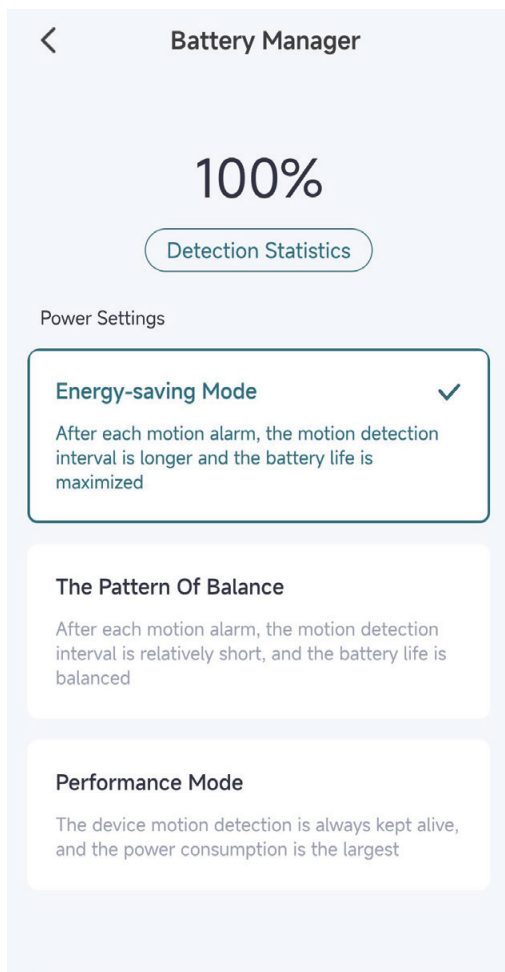 Battery Manager
100%
Detection Statistics
Power Settings
Energy-saving Mode
After each motion alarm, the motion detection
interval is longer and the battery life is
maximized
The Pattern Of Balance
After each motion alarm, the motion detection
interval is relatively short, and the battery life is
balanced
Performance Mode
The device motion detection is always kept alive,
and the power consumption is the largest